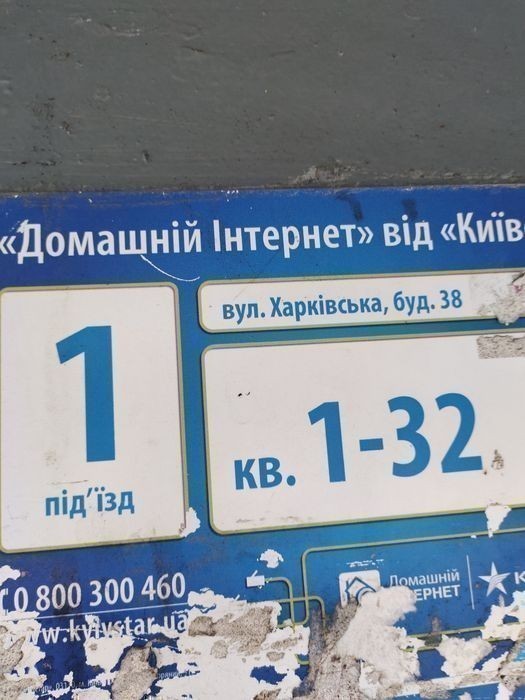 «Домашній Інтернет» від «Київ
вул. Харківська, буд. 38
1
під'їзд
кв. 1-32
0 800 300 460
www.kyivstar.ua
Домашній
ІНТЕРНЕТ